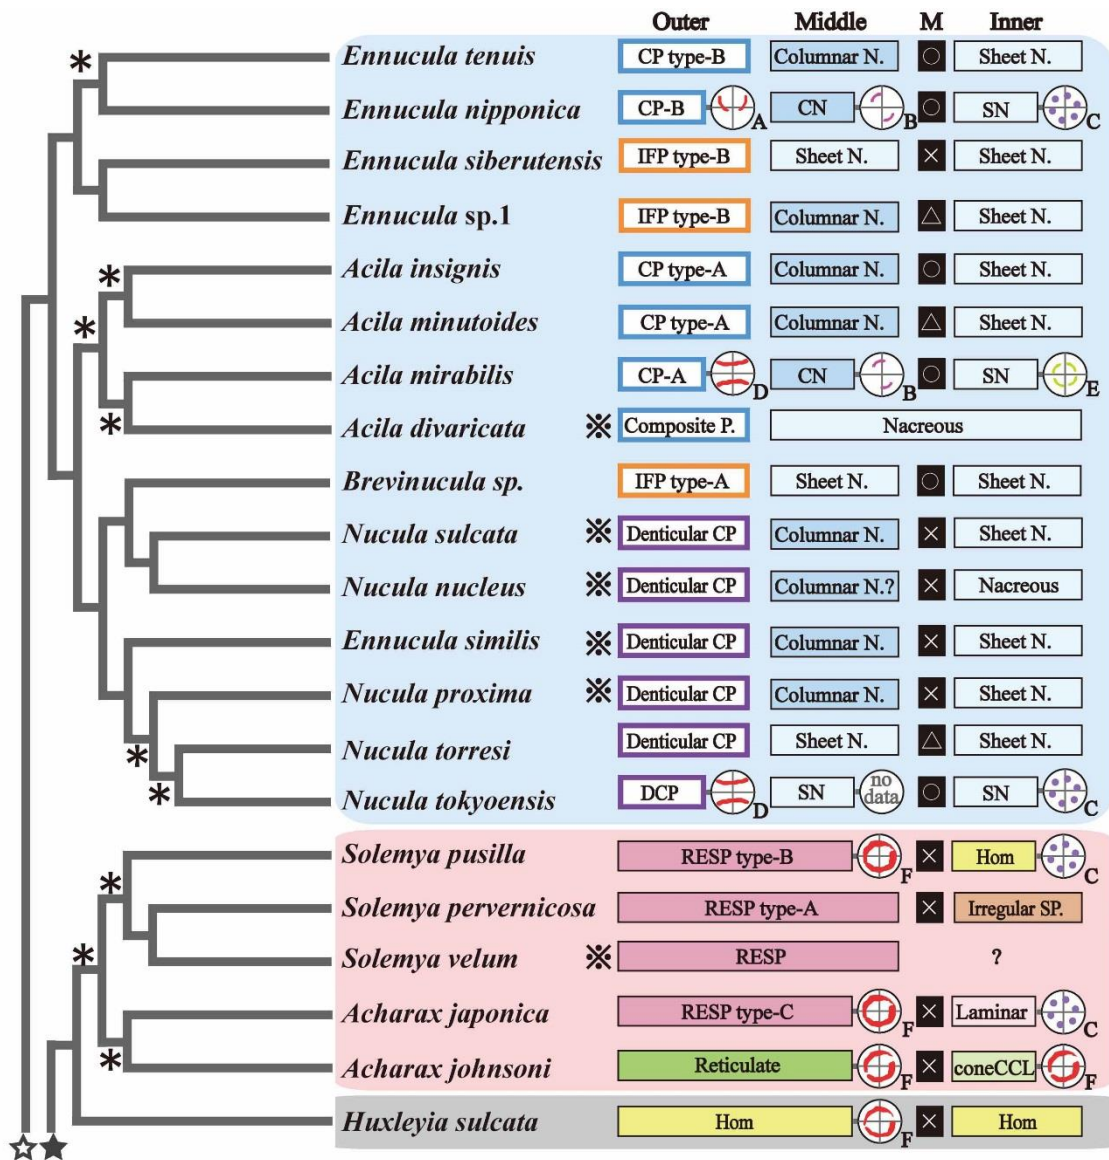 Outer Middle M Inner
Ennucula tenuis CP type-B Columnar N. ○ Sheet N.
Ennucula nipponica CP-B A CN B ○ SN C
Ennucula siberutensis IFP type-B Sheet N. × Sheet N.
Ennucula sp.1 IFP type-B Columnar N. △ Sheet N.
Acila insignis CP type-A Columnar N. ○ Sheet N.
Acila minutoides CP type-A Columnar N. △ Sheet N.
Acila mirabilis CP-A D CN B ○ SN E
Acila divaricata ※ Composite P. Nacreous
Brevinucula sp. IFP type-A Sheet N. ○ Sheet N.
Nucula sulcata ※ Denticular CP Columnar N. × Sheet N.
Nucula nucleus ※ Denticular CP Columnar N.? × Nacreous
Ennucula similis ※ Denticular CP Columnar N. × Sheet N.
Nucula proxima ※ Denticular CP Columnar N. × Sheet N.
Nucula torresi Denticular CP Sheet N. △ Sheet N.
Nucula tokyoensis DCP D SN no data ○ SN C
Solemya pusilla RESP type-B F × Hom C
Solemya pervernicosa RESP type-A × Irregular SP.
Solemya velum ※ RESP ?
Acharax japonica RESP type-C F × Laminar C
Acharax johnsoni Reticulate F × coneCCL F
Huxleyia sulcata Hom F × Hom